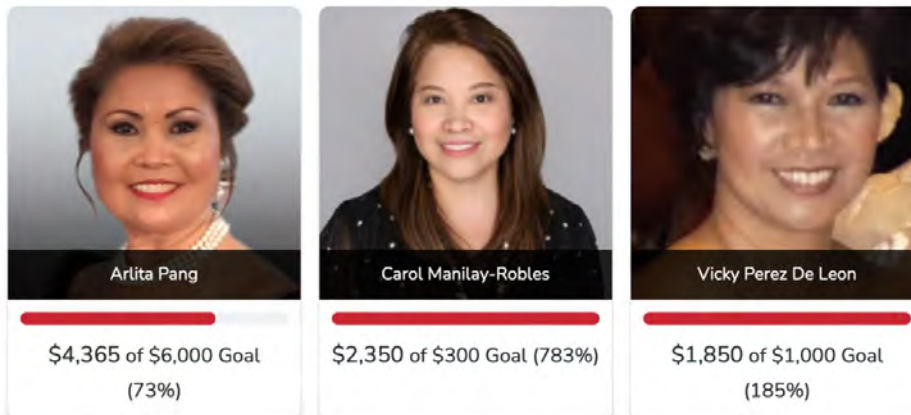 Arlita Pang
$4,365 of $6,000 Goal
(73%)
Carol Manilay-Robles
$2,350 of $300 Goal (783%)
Vicky Perez De Leon
$1,850 of $1,000 Goal
(185%)